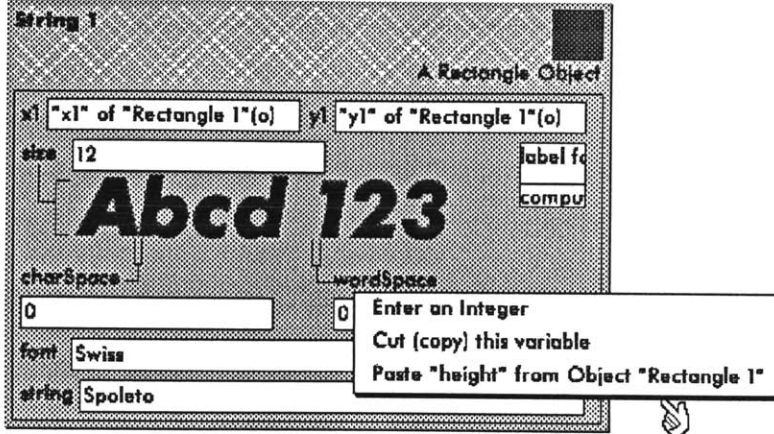 String 1
A Rectangle Object
x1 "x1" of "Rectangle 1"(o) y1 "y1" of "Rectangle 1"(o)
size 12
label fo
Abcd 123
compu
charSpace wordSpace
0 0
Enter an Integer
Cut (copy) this variable
font Swiss
Paste "height" from Object "Rectangle 1"
string Spoleto